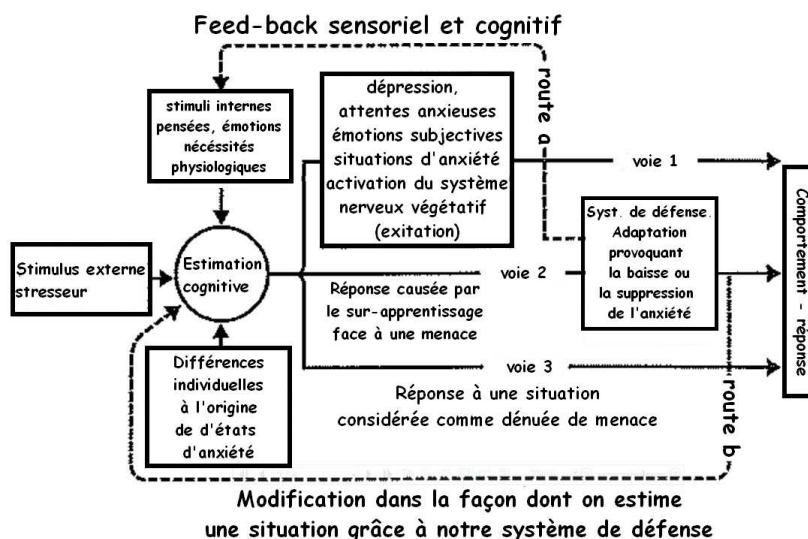 Feed-back sensoriel et cognitif
stimuli internes
pensées, émotions
nécéssités
physiologiques
dépression,
attentes anxieuses
émotions subjectives
situations d'anxiété
activation du système
nerveux végétatif
(exitation)
route a
voie 1
Syst. de défense.
Adaptation
provoquant
la baisse ou
la suppression
de l'anxiété
Comportement - réponse
Stimulus externe
stresseur
Estimation
cognitive
voie 2
Réponse causée par
le sur-apprentissage
face à une menace
voie 3
Réponse à une situation
considérée comme dénuée de menace
route b
Différences
individuelles
à l'origine
de d'états
d'anxiété
Modification dans la façon dont on estime
une situation grâce à notre système de défense